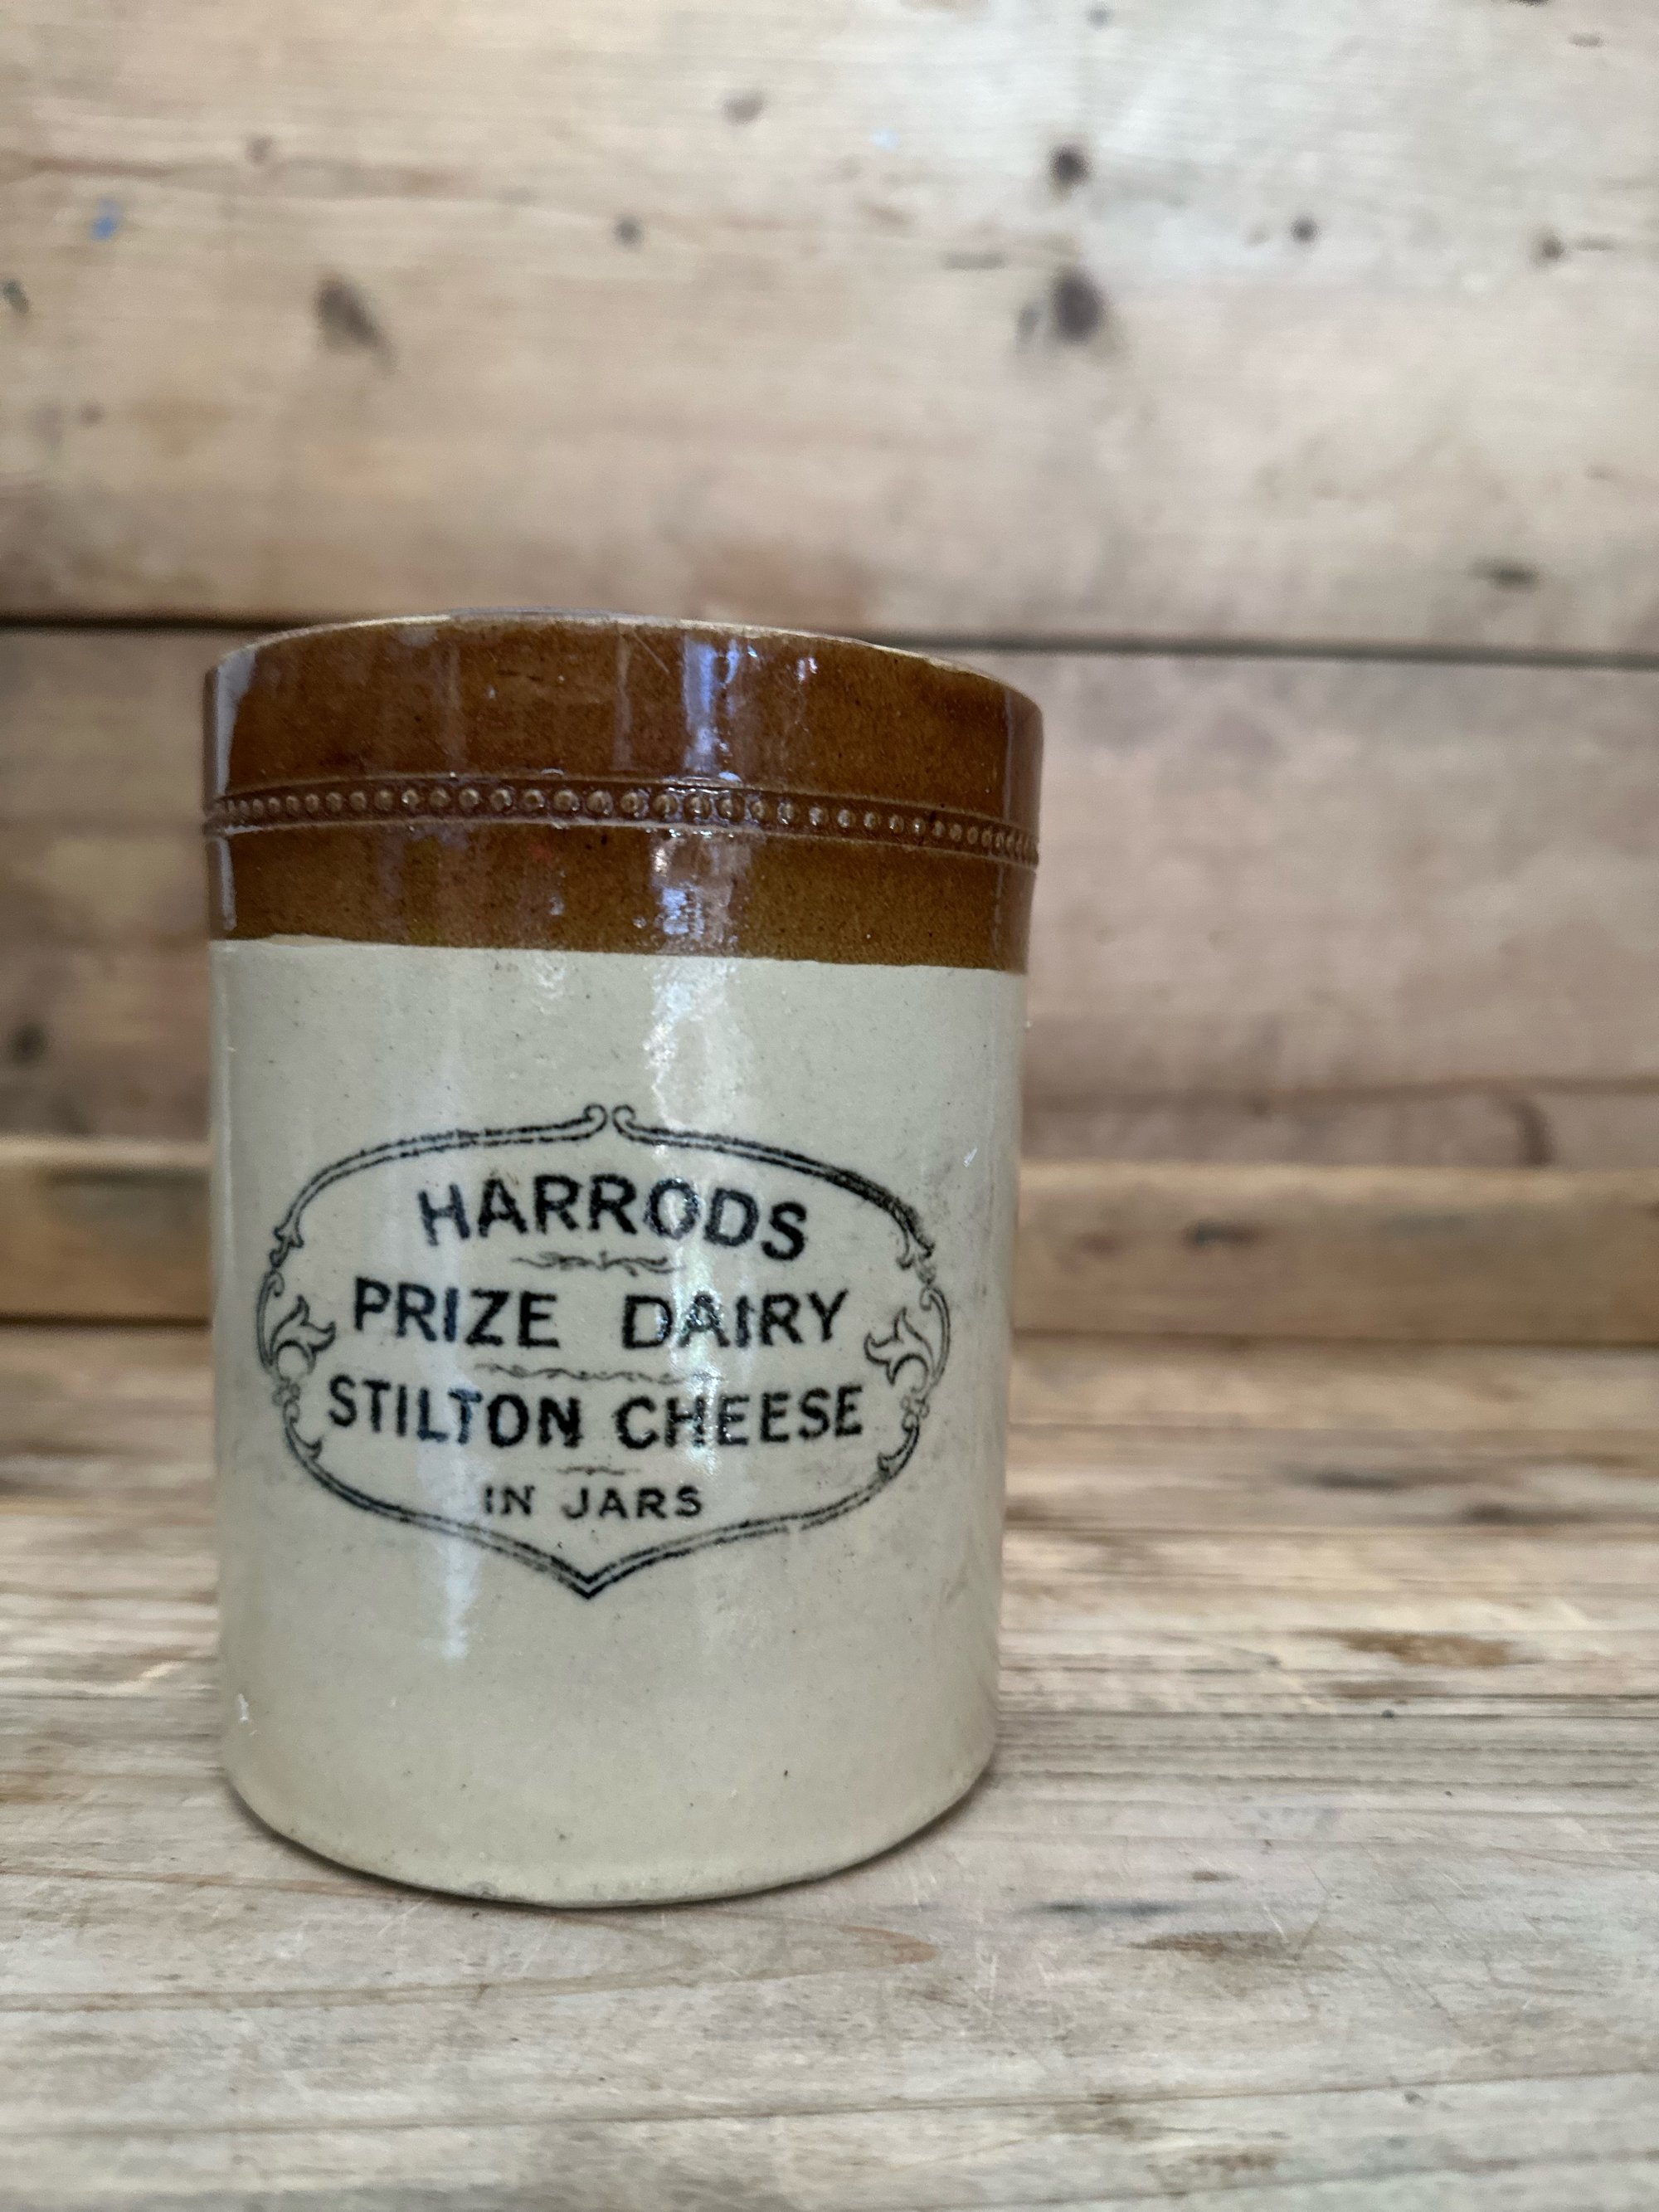 HARRODS
PRIZE DAIRY
STILTON CHEESE
IN JARS